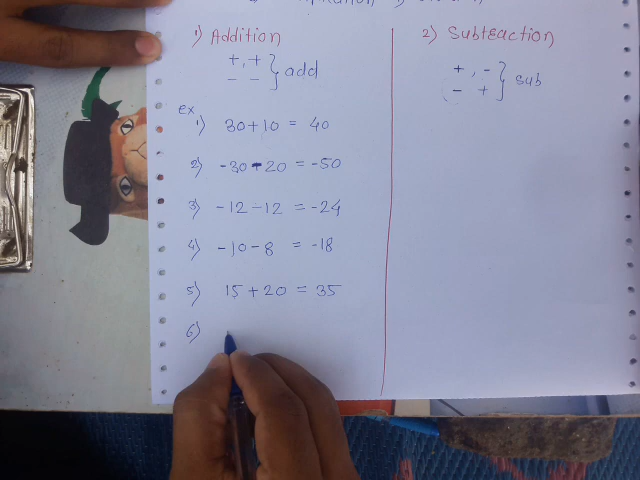 1) Addition
+ , + } add
- -
ex
1) 30+10 = 40
2) -30-20 = -50
3) -12-12 = -24
4) -10-8 = -18
5) 15+20 = 35
6)
2) Subtraction
+ , - } sub
- +